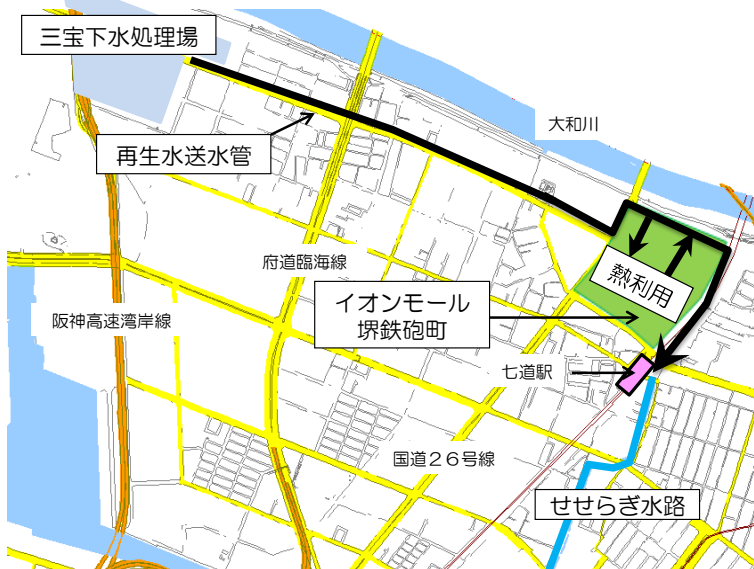 三宝下水処理場
大和川
再生水送水管
府道臨海線
熱利用
イオンモール
堺鉄砲町
阪神高速湾岸線
七道駅
国道２６号線
せせらぎ水路